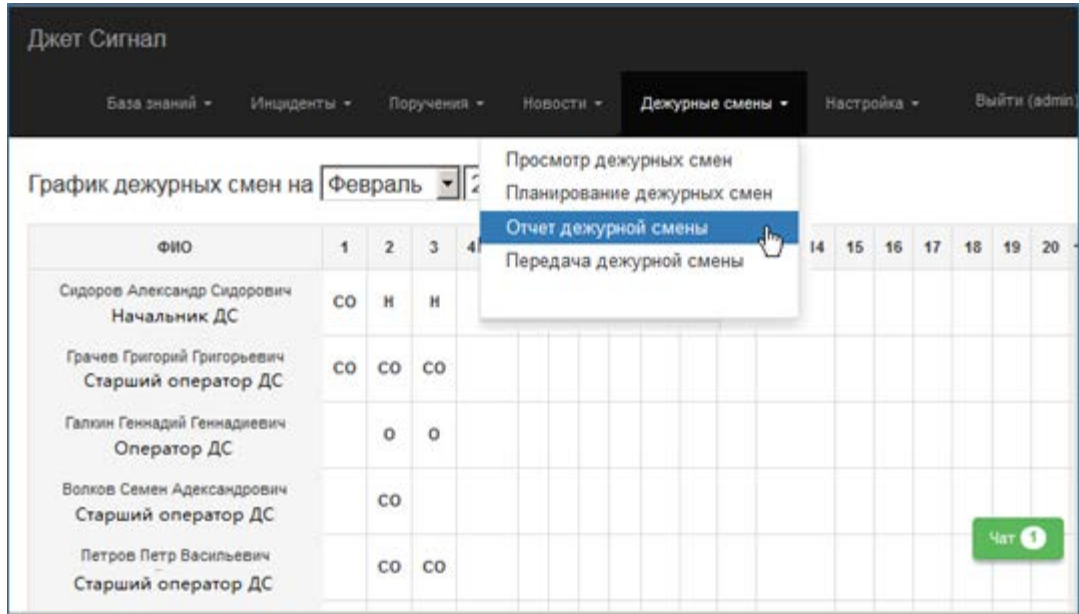 Джет Сигнал
База знаний Инциденты Поручения Новости Дежурные смены Настройка Выйти (admin)
Просмотр дежурных смен
График дежурных смен на Февраль 2
Планирование дежурных смен
Отчет дежурной смены
ФИО 1 2 3 4 14 15 16 17 18 19 20
Передача дежурной смены
Сидоров Александр Сидорович
Начальник ДС
СО Н Н
Грачев Григорий Григорьевич
Старший оператор ДС
СО СО СО
Галкин Геннадий Геннадиевич
Оператор ДС
О О
Волков Семен Адександрович
Старший оператор ДС
СО
Чат 1
Петров Петр Васильевич
Старший оператор ДС
СО СО